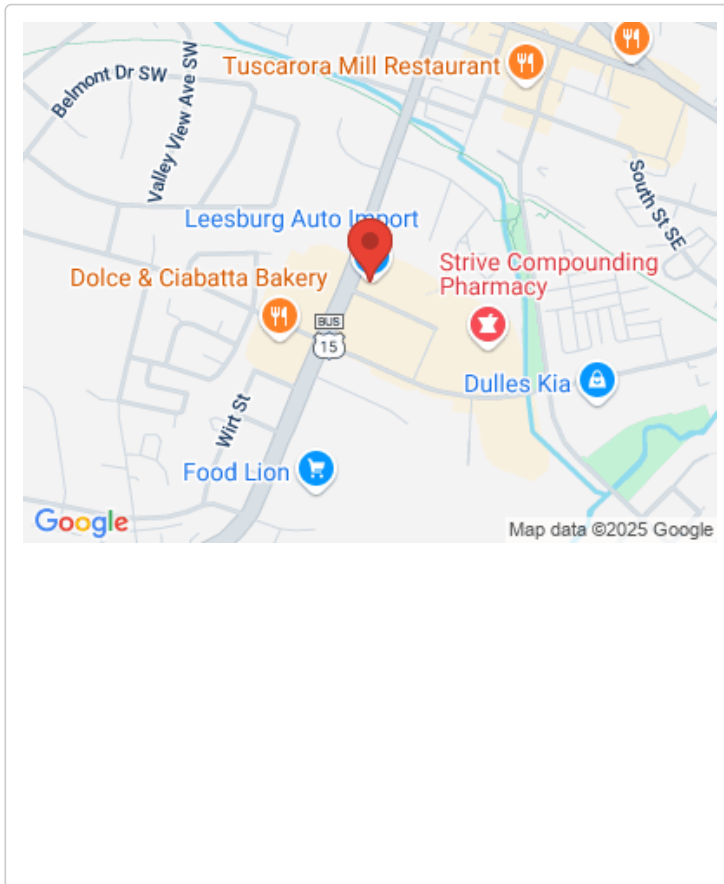 Tuscarora Mill Restaurant
Belmont Dr SW
Valley View Ave SW
South St SE
Leesburg Auto Import
Strive Compounding
Pharmacy
Dolce & Ciabatta Bakery
BUS
15
Dulles Kia
Wirt St
Food Lion
Google
Map data ©2025 Google